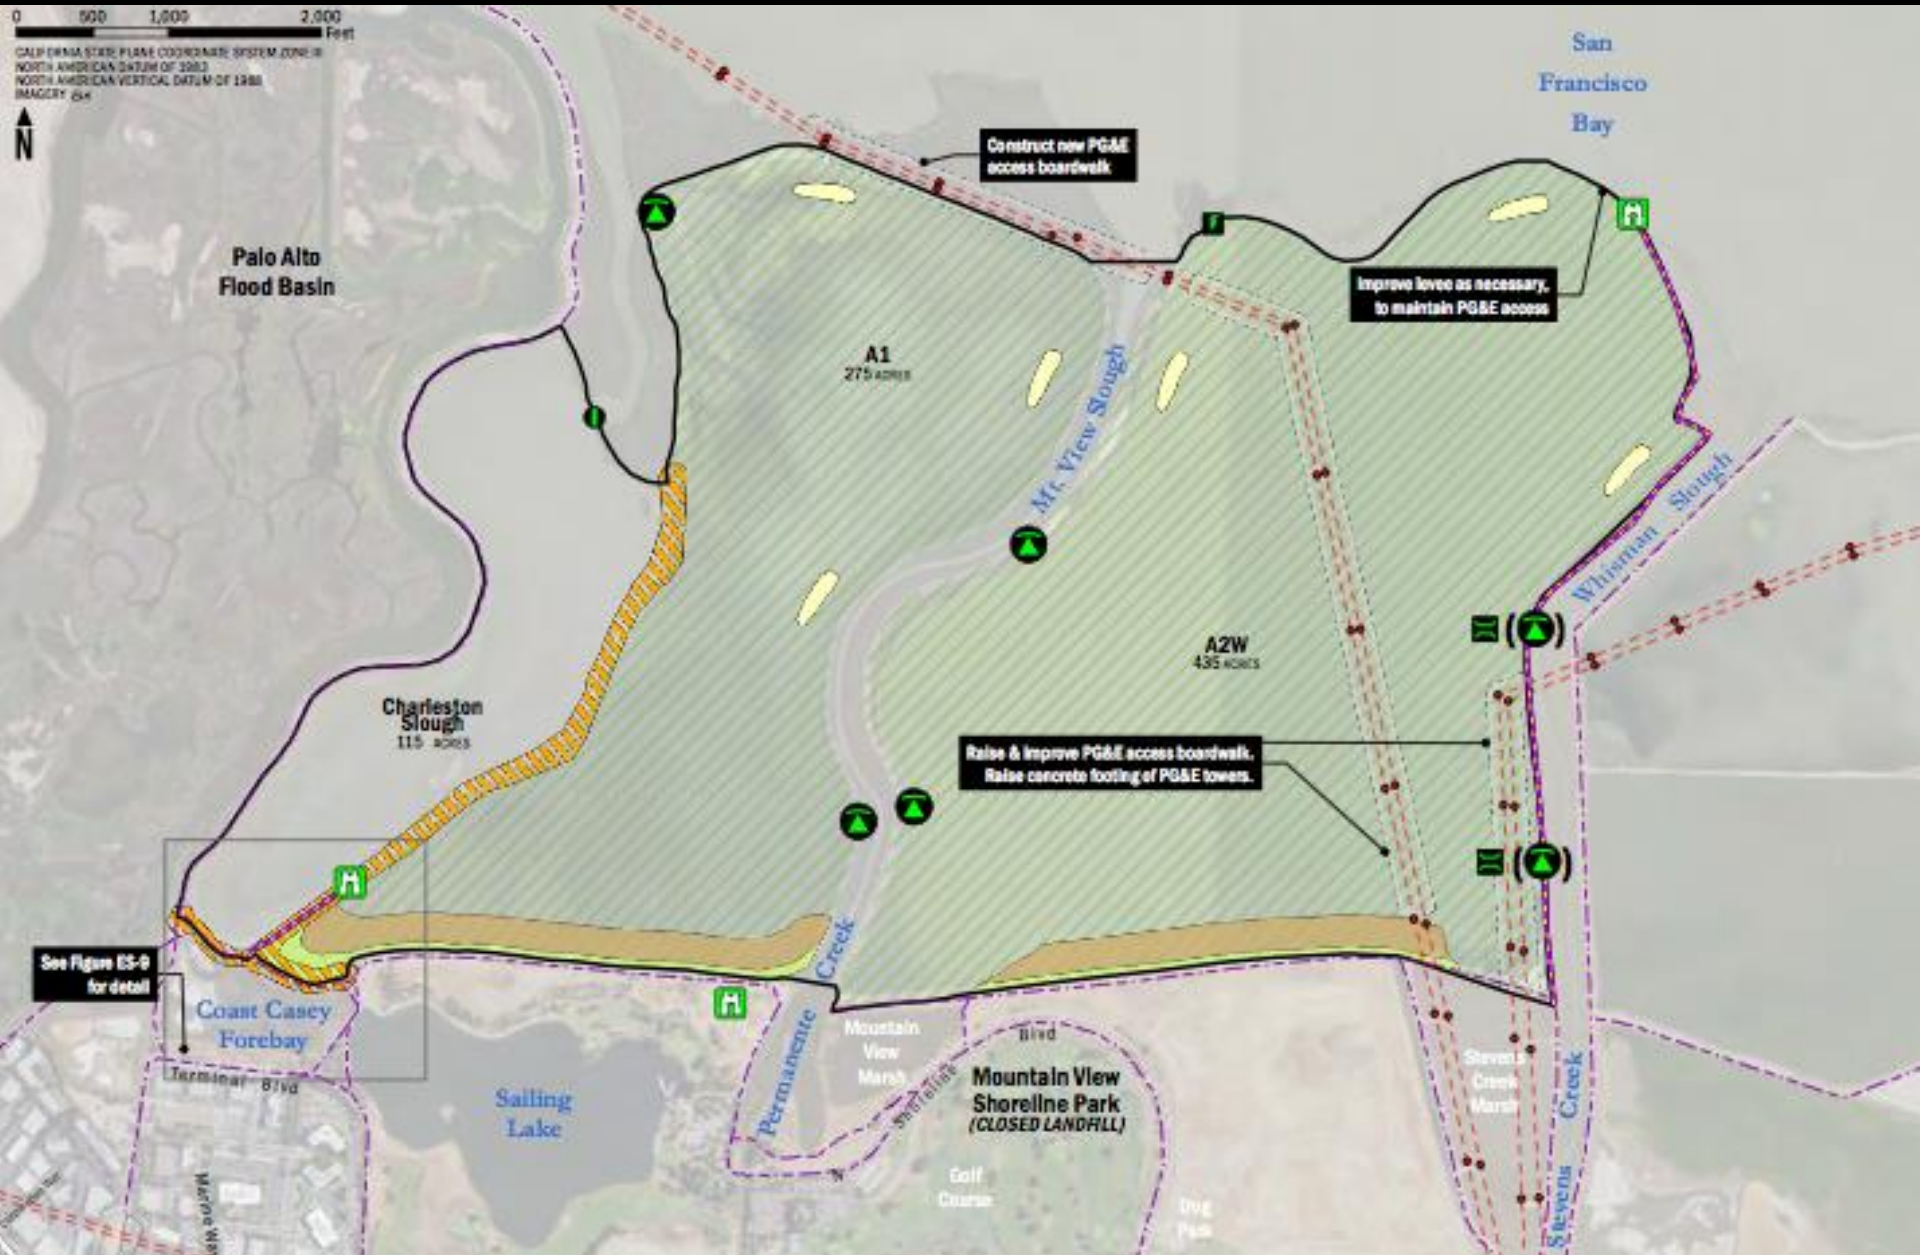 0 500 1,000 2,000
Feet
CALIFORNIA STATE PLANE COORDINATE SYSTEM ZONE III
NORTH AMERICAN DATUM OF 1983
NORTH AMERICAN VERTICAL DATUM OF 1988
IMAGERY
N
San
Francisco
Bay
Construct new PG&E
access boardwalk
Palo Alto
Flood Basin
Improve levee as necessary,
to maintain PG&E access
A1
275 ACRES
Mt. View Slough
Whisman Slough
A2W
435 ACRES
Charleston
Slough
115 ACRES
Raise & Improve PG&E access boardwalk.
Raise concrete footing of PG&E towers.
See Figure ES-9
for detail
Coast Casey
Forebay
Terminal Blvd
Sailing
Lake
Permanente Creek
Mountain
View
Marsh
Shoreline Blvd
N
Mountain View
Shoreline Park
(CLOSED LANDFILL)
Golf
Course
Dog
Park
Stevens
Creek
Marsh
Stevens Creek